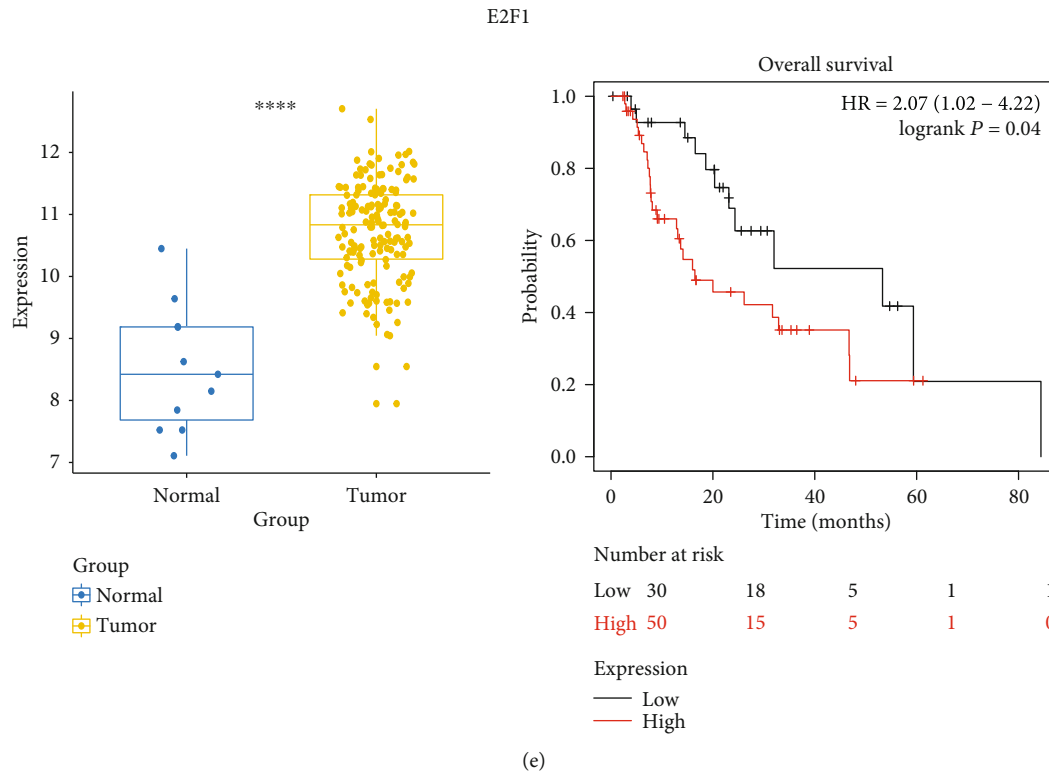 E2F1
****
Expression
12
11
10
9
8
7
Normal
Tumor
Group
Group
Normal
Tumor
Overall survival
HR = 2.07 (1.02 – 4.22)
logrank P = 0.04
Probability
1.0
0.8
0.6
0.4
0.2
0.0
0 20 40 60 80
Time (months)
Number at risk
Low 30 18 5 1
High 50 15 5 1
Expression
Low
High
(e)